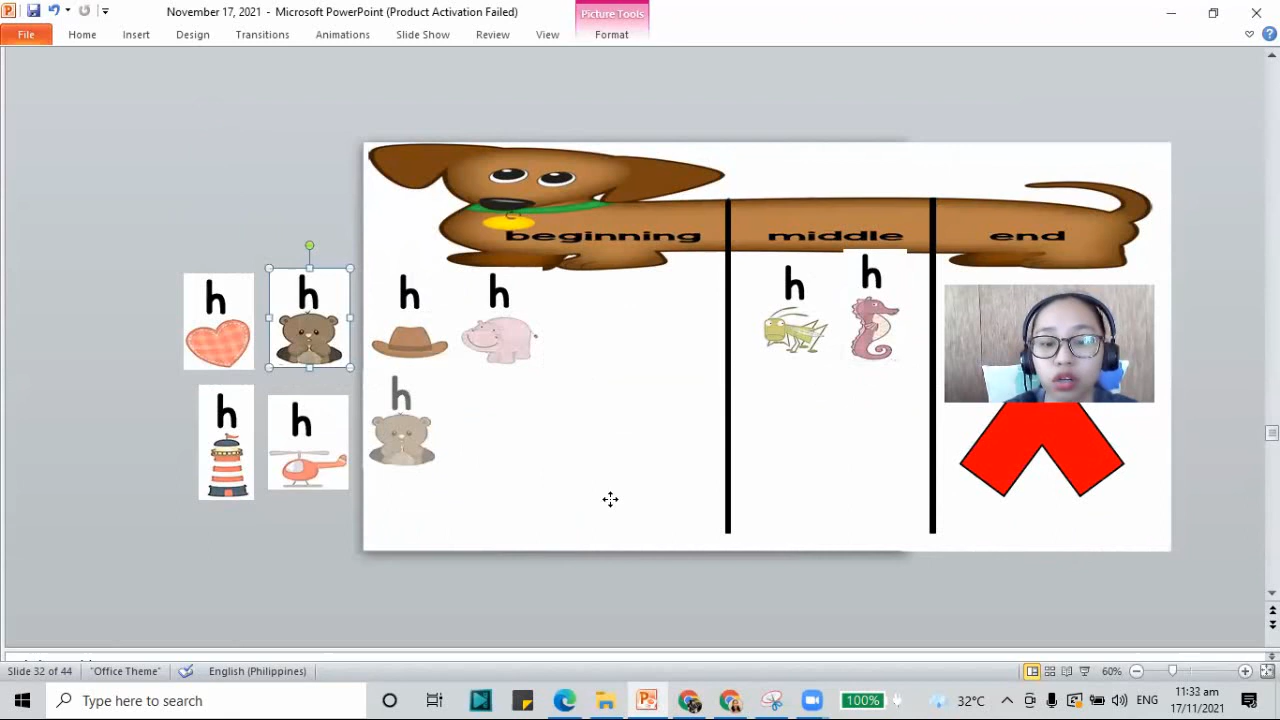 November 17, 2021 - Microsoft PowerPoint (Product Activation Failed)
Picture Tools
File Home Insert Design Transitions Animations Slide Show Review View Format
beginning middle end
h h h h h h
h h h
Slide 32 of 44 "Office Theme" English (Philippines) 60%
Type here to search 100% 32°C ENG 11:33 am
17/11/2021